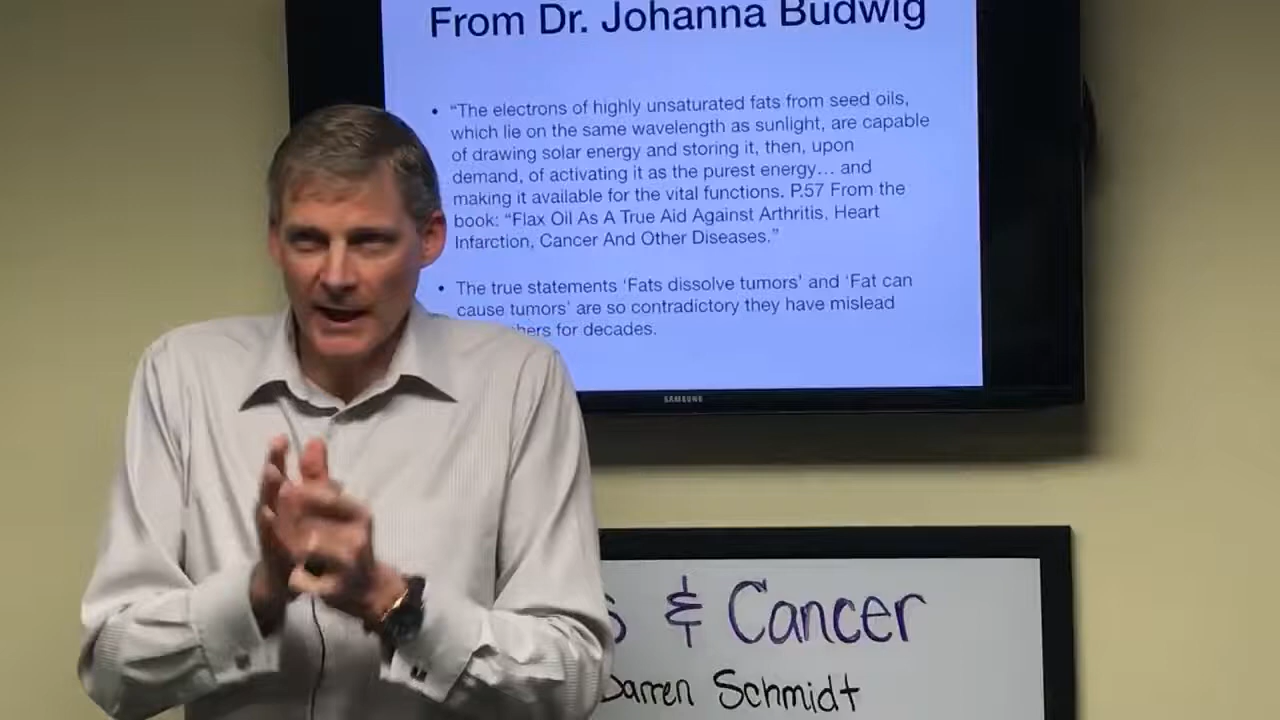 From Dr. Johanna Budwig
• “The electrons of highly unsaturated fats from seed oils,
which lie on the same wavelength as sunlight, are capable
of drawing solar energy and storing it, then, upon
demand, of activating it as the purest energy… and
making it available for the vital functions. P.57 From the
book: “Flax Oil As A True Aid Against Arthritis, Heart
Infarction, Cancer And Other Diseases.”
• The true statements ‘Fats dissolve tumors’ and ‘Fat can
cause tumors’ are so contradictory they have mislead
for decades.
SAMSUNG
& Cancer
Darren Schmidt